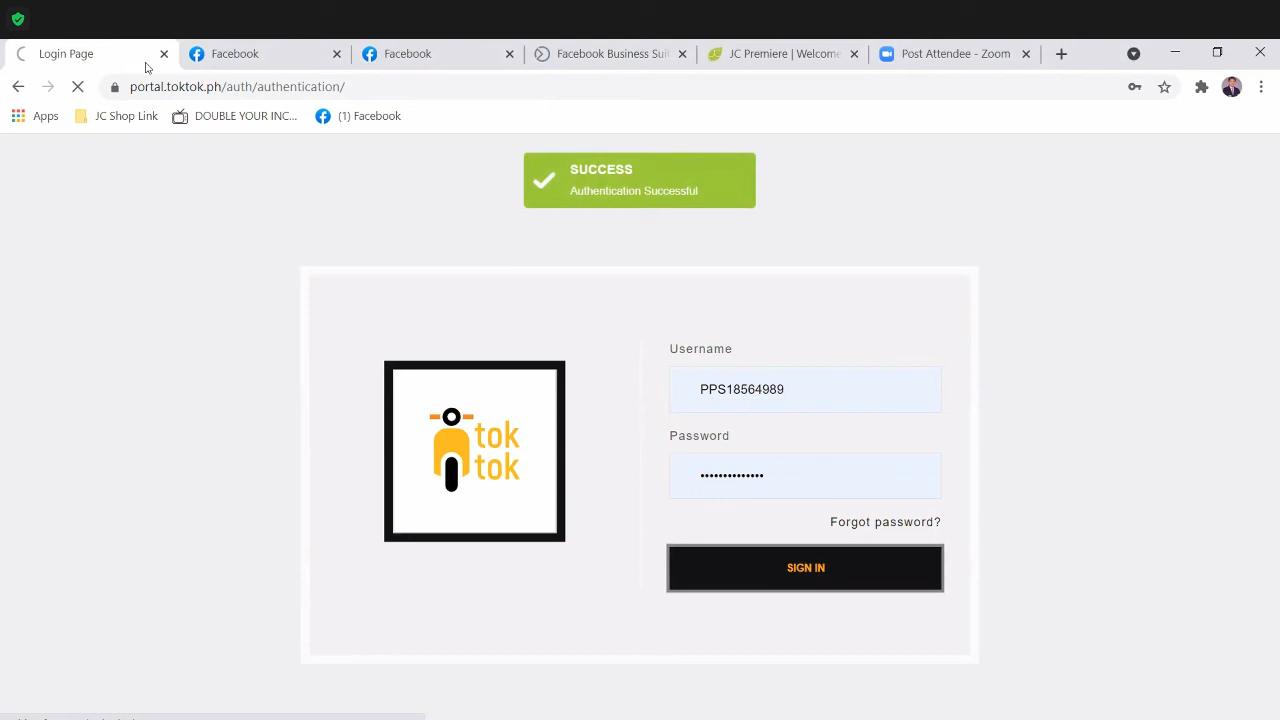 Login Page
Facebook
Facebook
Facebook Business Sui
JC Premiere | Welcome
Post Attendee - Zoom
portal.toktok.ph/auth/authentication/
Apps
JC Shop Link
DOUBLE YOUR INC...
(1) Facebook
SUCCESS
Authentication Successful
tok
tok
Username
PPS18564989
Password
••••••••••••••
Forgot password?
SIGN IN